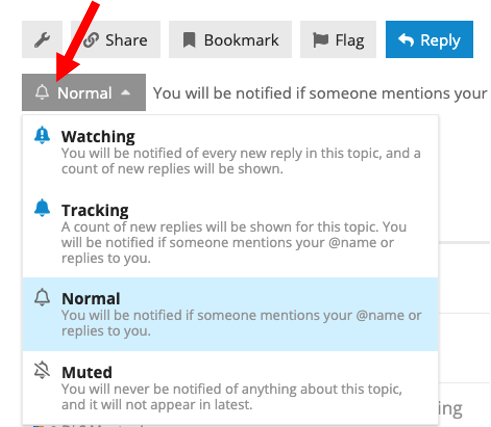 Share Bookmark Flag Reply
Normal You will be notified if someone mentions your
Watching
You will be notified of every new reply in this topic, and a
count of new replies will be shown.
Tracking
A count of new replies will be shown for this topic. You
will be notified if someone mentions your @name or
replies to you.
Normal
You will be notified if someone mentions your @name or
replies to you.
Muted
You will never be notified of anything about this topic,
and it will not appear in latest.
ing